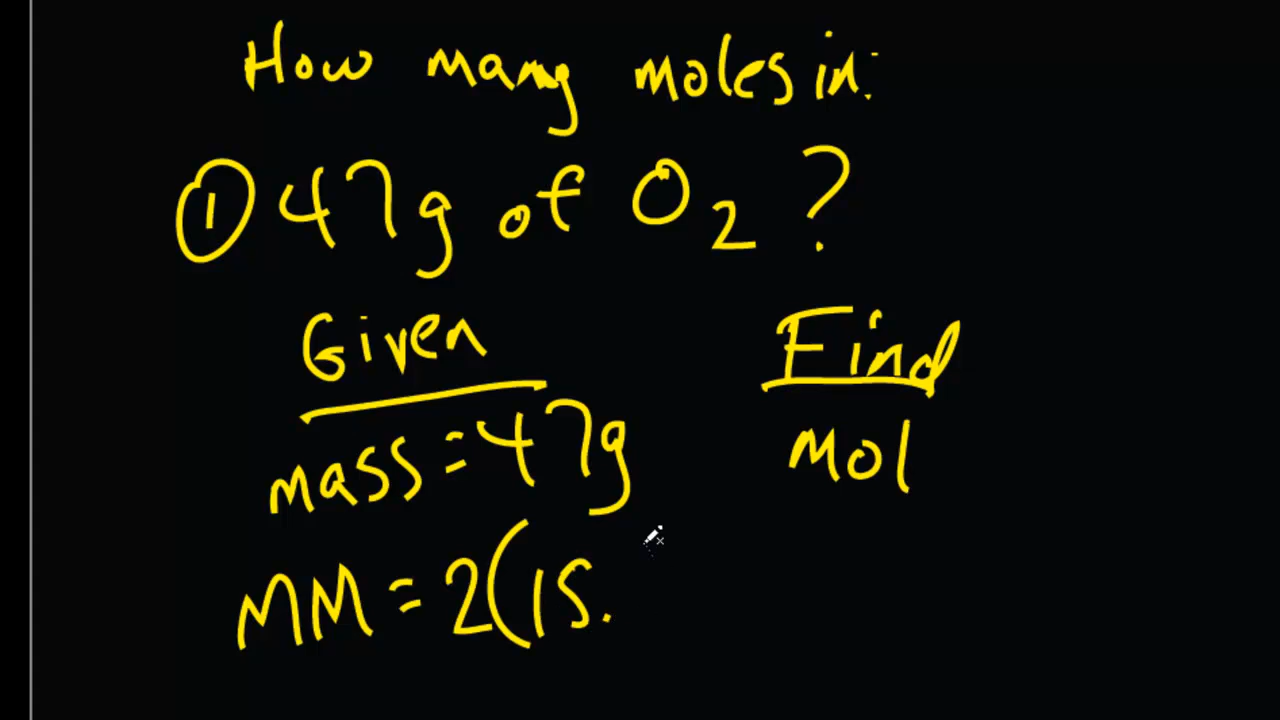 How many moles in:
① 47g of O₂ ?
Given Find
mass = 47g mol
MM = 2(15.